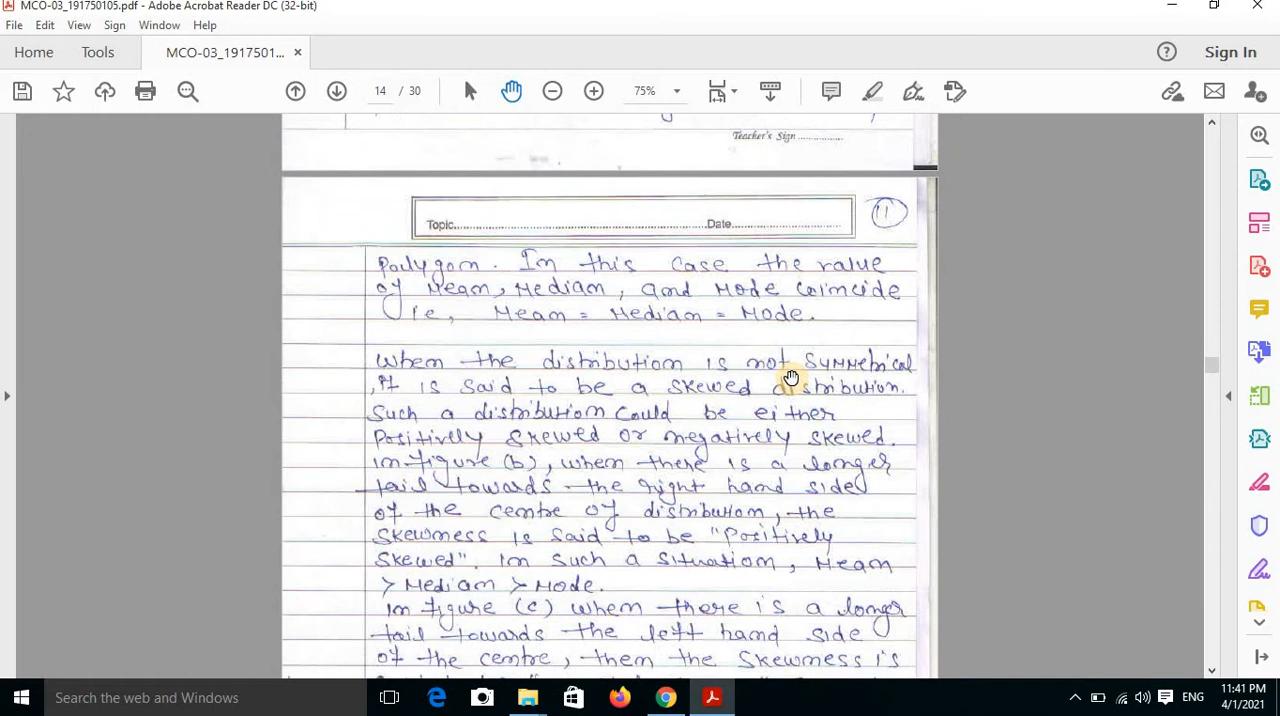 MCO-03_191750105.pdf - Adobe Acrobat Reader DC (32-bit)
File Edit View Sign Window Help
Home Tools MCO-03_1917501... × Sign In
14 / 30 75%
Teacher's Sign ................
Topic........................Date........................ 11
Polygon. In this case the value
of Mean, Median, and Mode Coincide
ie, Mean = Median = Mode.
When the distribution is not Symmetrical
, it is said to be a skewed distribution.
Such a distribution Could be either
Positively skewed or negatively skewed.
In figure (b), when there is a longer
tail towards the right hand side
of the centre of distribution, the
Skewness is said to be "Positively
Skewed". In such a situation, Mean
> Median > Mode.
In figure (c) when there is a longer
tail towards the left hand side
of the centre, then the Skewness is
Search the web and Windows
ENG
11:41 PM
4/1/2021